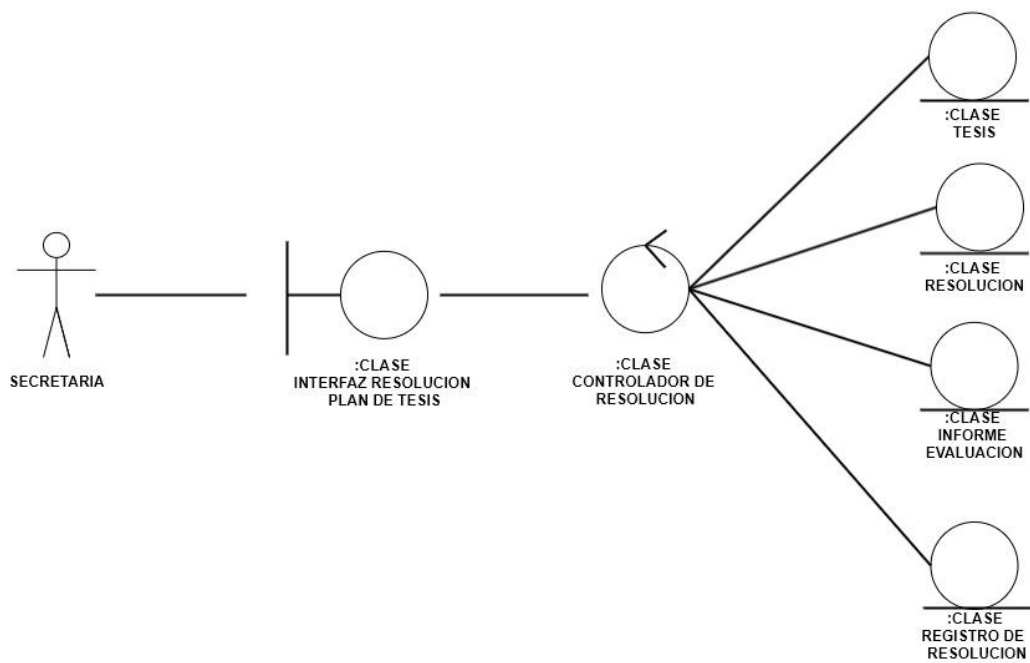 :CLASE
TESIS
:CLASE
RESOLUCION
SECRETARIA
:CLASE
INTERFAZ RESOLUCION
PLAN DE TESIS
:CLASE
CONTROLADOR DE
RESOLUCION
:CLASE
INFORME
EVALUACION
:CLASE
REGISTRO DE
RESOLUCION